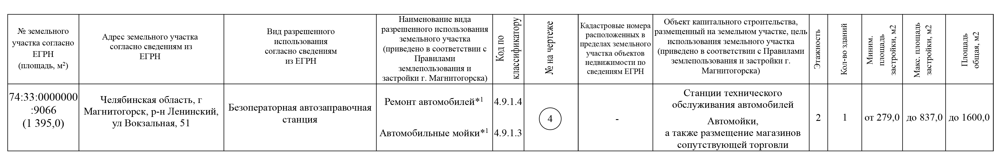 № земельного
участка согласно
ЕГРН
(площадь, м²)
Адрес земельного участка
согласно сведениям из
ЕГРН
Вид разрешенного
использования
согласно сведениям
из ЕГРН
Наименование вида
разрешенного использования
земельного участка
(приведено в соответствии с
Правилами
землепользования и
застройки г. Магнитогорска)
Код по
классификатору
№ на чертеже
Кадастровые номера
расположенных в
пределах земельного
участка объектов
недвижимости по
сведениям ЕГРН
Объект капитального строительства,
размещенный на земельном участке, цель
использования земельного участка
(приведено в соответствии с Правилами
землепользования и застройки г.
Магнитогорска)
Этажность
Кол-во зданий
Миним.
площадь
застройки, м2
Макс. площадь
застройки, м2
Площадь
общая, м2
74:33:0000000
:9066
(1 395,0)
Челябинская область, г
Магнитогорск, р-н Ленинский,
ул Вокзальная, 51
Безоператорная автозаправочная
станция
Ремонт автомобилей*¹
Автомобильные мойки*¹
4.9.1.4
4.9.1.3
4
-
Станции технического
обслуживания автомобилей
Автомойки,
а также размещение магазинов
сопутствующей торговли
2
1
от 279,0
до 837,0
до 1600,0